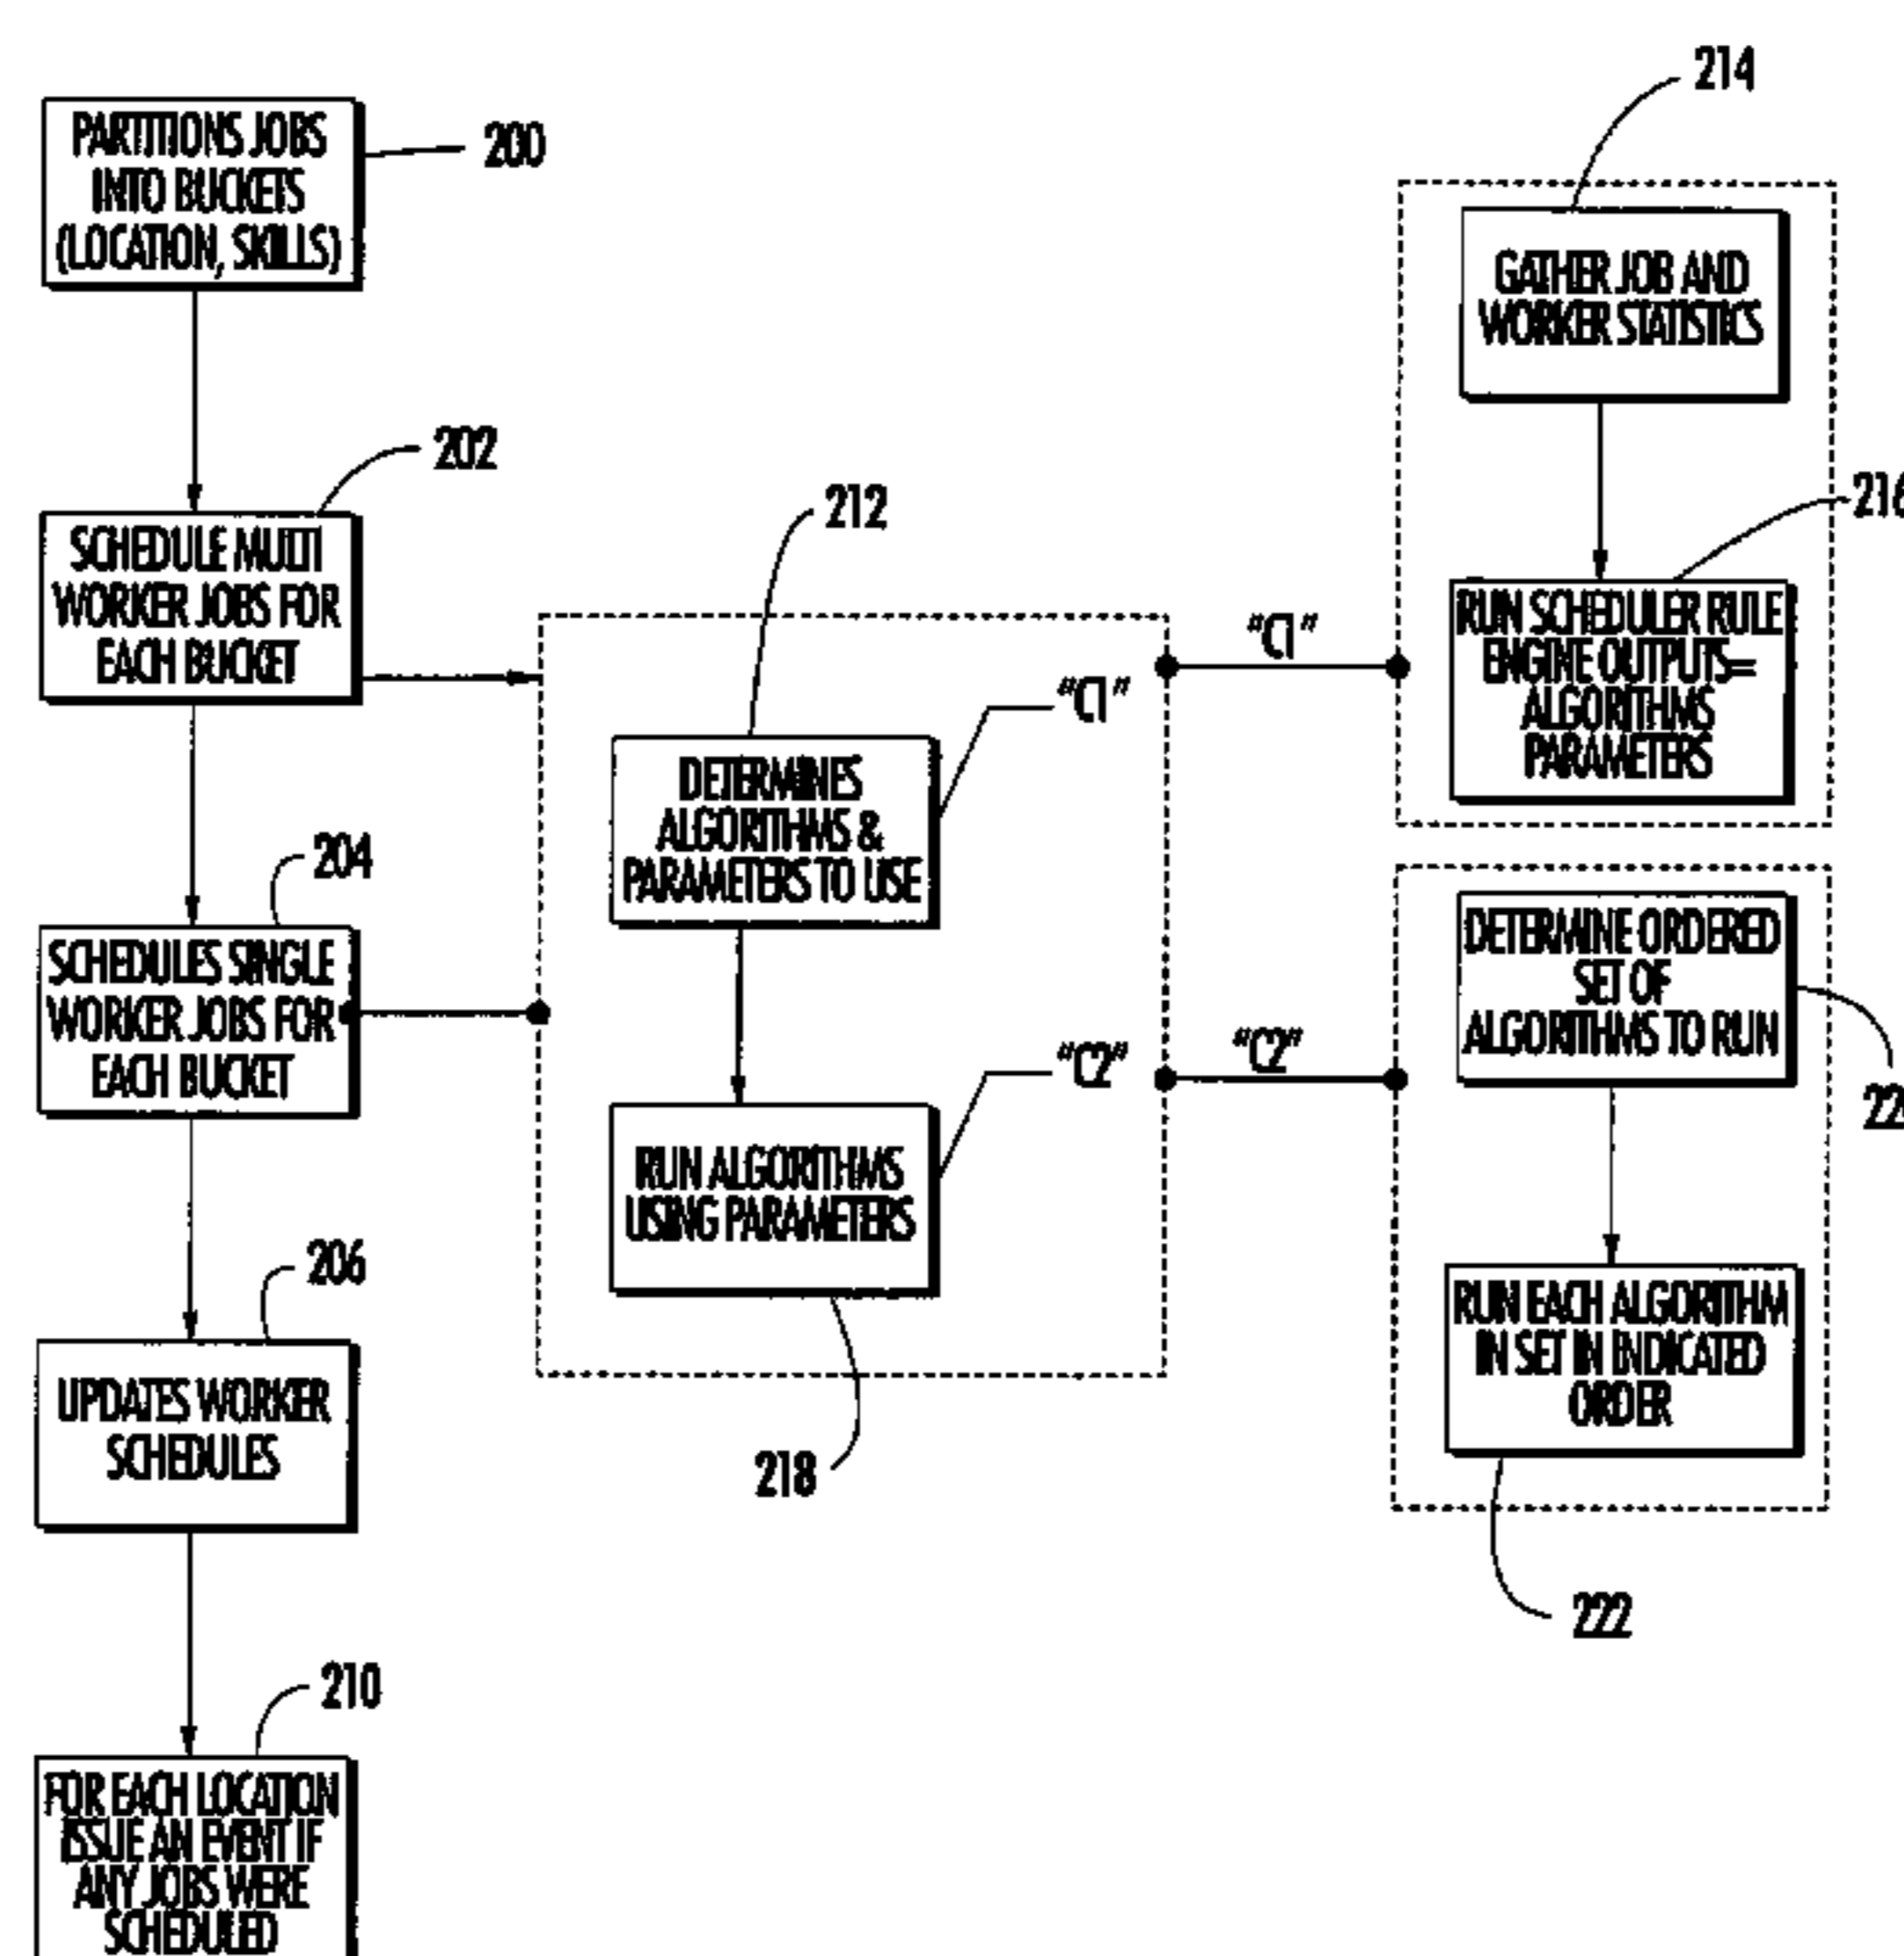 PARTITIONS JOBS
INTO BUCKETS
(LOCATION, SKILLS)
200
SCHEDULE MULTI
WORKER JOBS FOR
EACH BUCKET
202
SCHEDULES SINGLE
WORKER JOBS FOR
EACH BUCKET
204
UPDATES WORKER
SCHEDULES
206
FOR EACH LOCATION
ISSUE AN EVENT IF
ANY JOBS WERE
SCHEDULED
210
212
DETERMINES
ALGORITHMS &
PARAMETERS TO USE
"C1"
RUN ALGORITHMS
USING PARAMETERS
"C2"
218
"C1"
"C2"
214
GATHER JOB AND
WORKER STATISTICS
216
RUN SCHEDULER RULE
ENGINE OUTPUTS=
ALGORITHMS
PARAMETERS
DETERMINE ORDERED
SET OF
ALGORITHMS TO RUN
RUN EACH ALGORITHM
IN SET IN INDICATED
ORDER
222